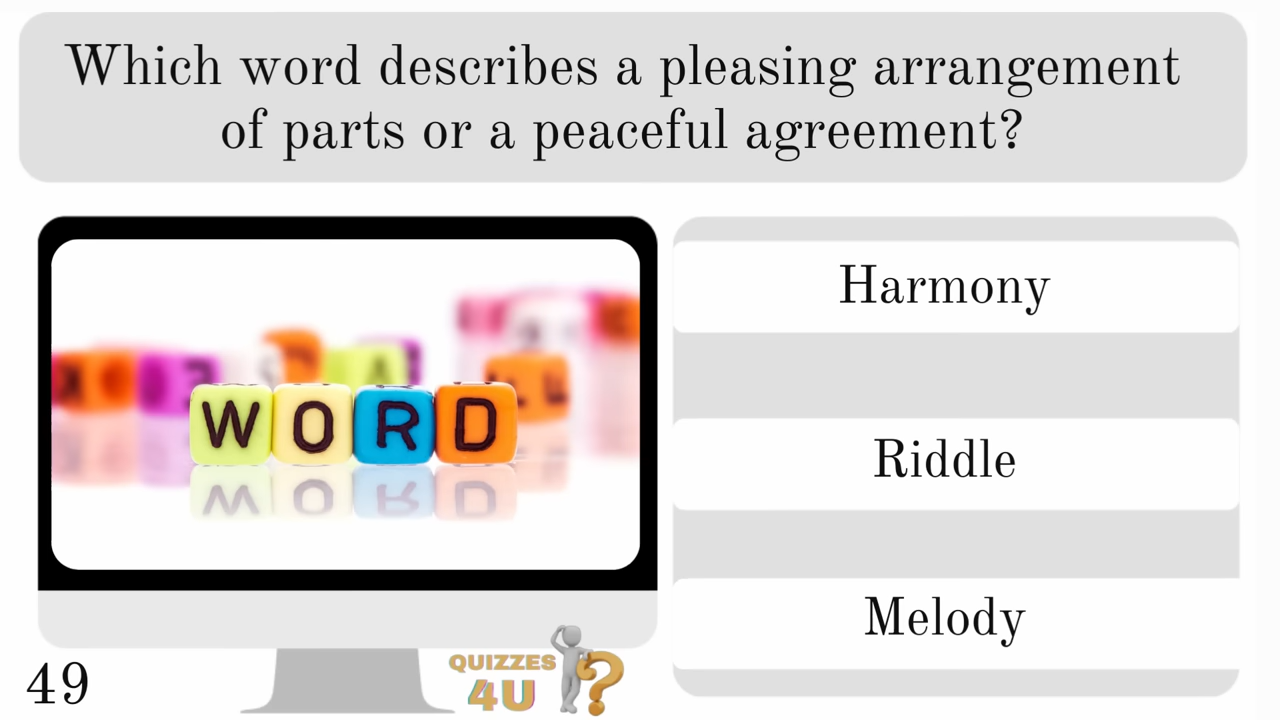 Which word describes a pleasing arrangement
of parts or a peaceful agreement?
WORD
Harmony
Riddle
Melody
49
QUIZZES
4U